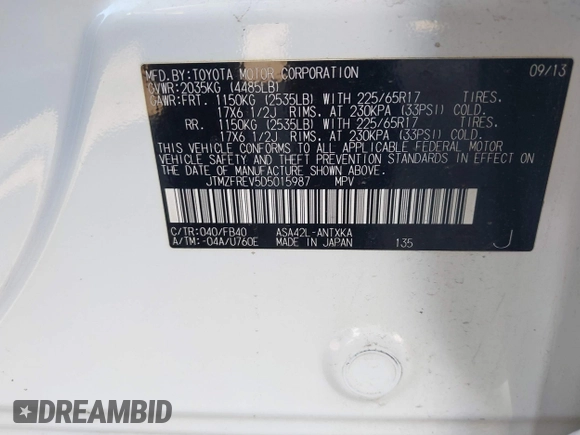 MFD.BY:TOYOTA MOTOR CORPORATION 09/13
GVWR:2035KG (4485LB)
GAWR:FRT. 1150KG (2535LB) WITH 225/65R17 TIRES.
17X6 1/2J RIMS. AT 230KPA (33PSI) COLD.
RR. 1150KG (2535LB) WITH 225/65R17 TIRES.
17X6 1/2J RIMS. AT 230KPA (33PSI) COLD.
THIS VEHICLE CONFORMS TO ALL APPLICABLE FEDERAL MOTOR
VEHICLE SAFETY AND THEFT PREVENTION STANDARDS IN EFFECT ON
THE DATE OF MANUFACTURE SHOWN ABOVE.
JTMZFREV5D5015987 MPV
C/TR:040/FB40 ASA42L-ANTXKA
A/TM:-04A/U760E MADE IN JAPAN 135 J
DREAMBID